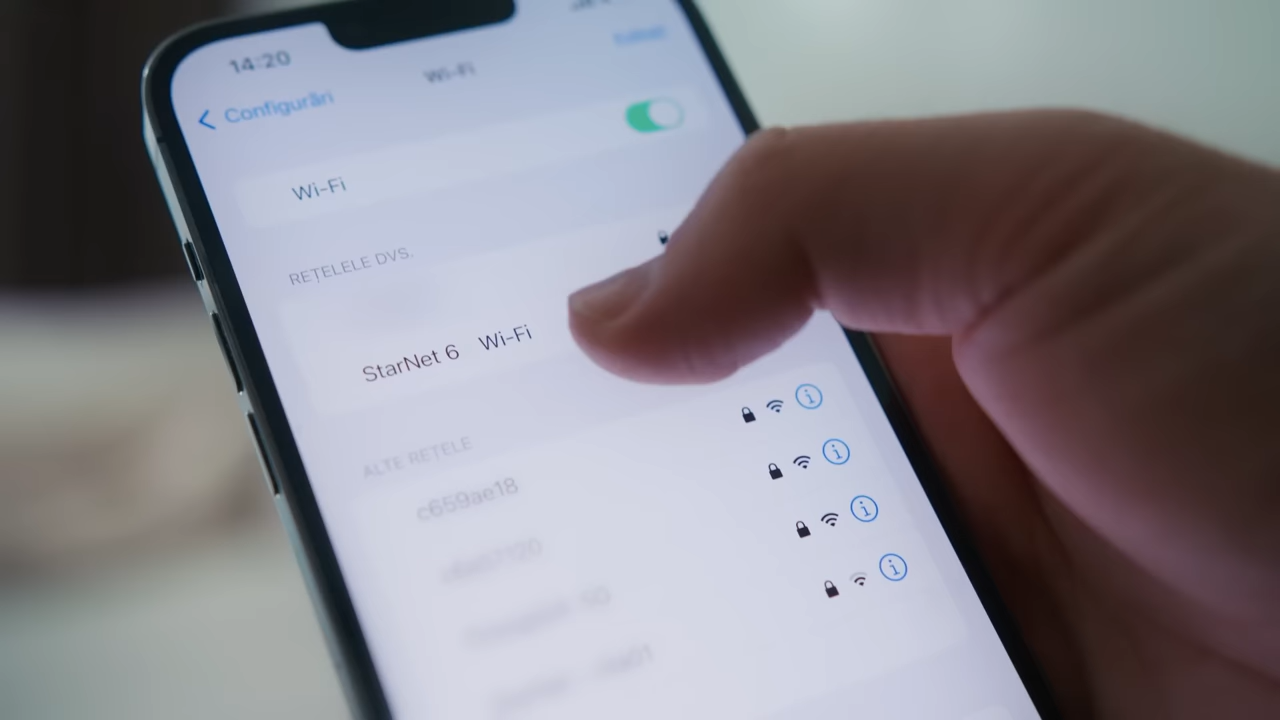 14:20
Configurări
Wi-Fi
Wi-Fi
REȚELELE DVS.
StarNet 6 Wi-Fi
ALTE REȚELE
c659ae18